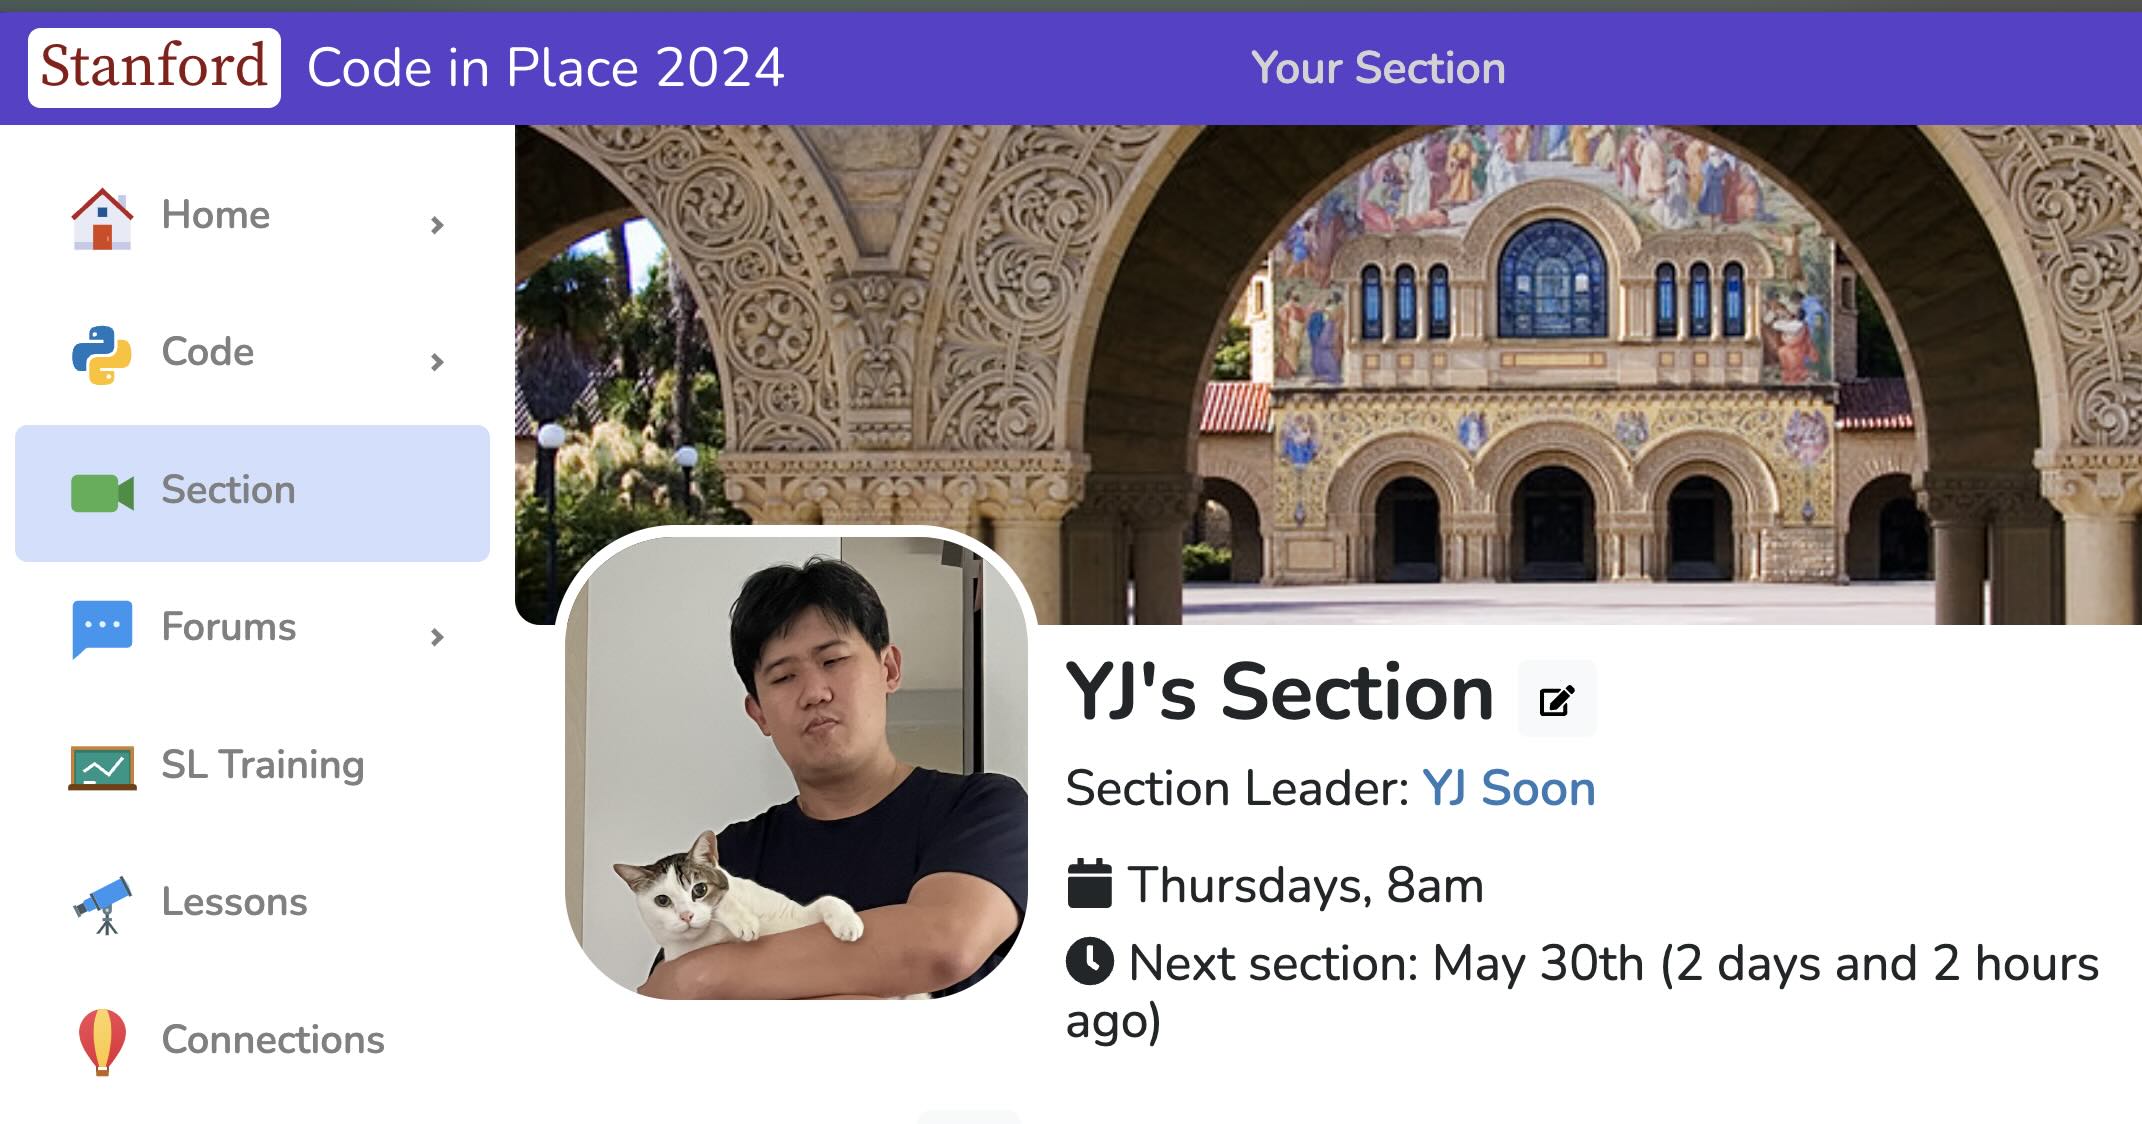 Stanford Code in Place 2024
Your Section
Home
Code
Section
Forums
SL Training
Lessons
Connections
YJ's Section
Section Leader: YJ Soon
Thursdays, 8am
Next section: May 30th (2 days and 2 hours
ago)